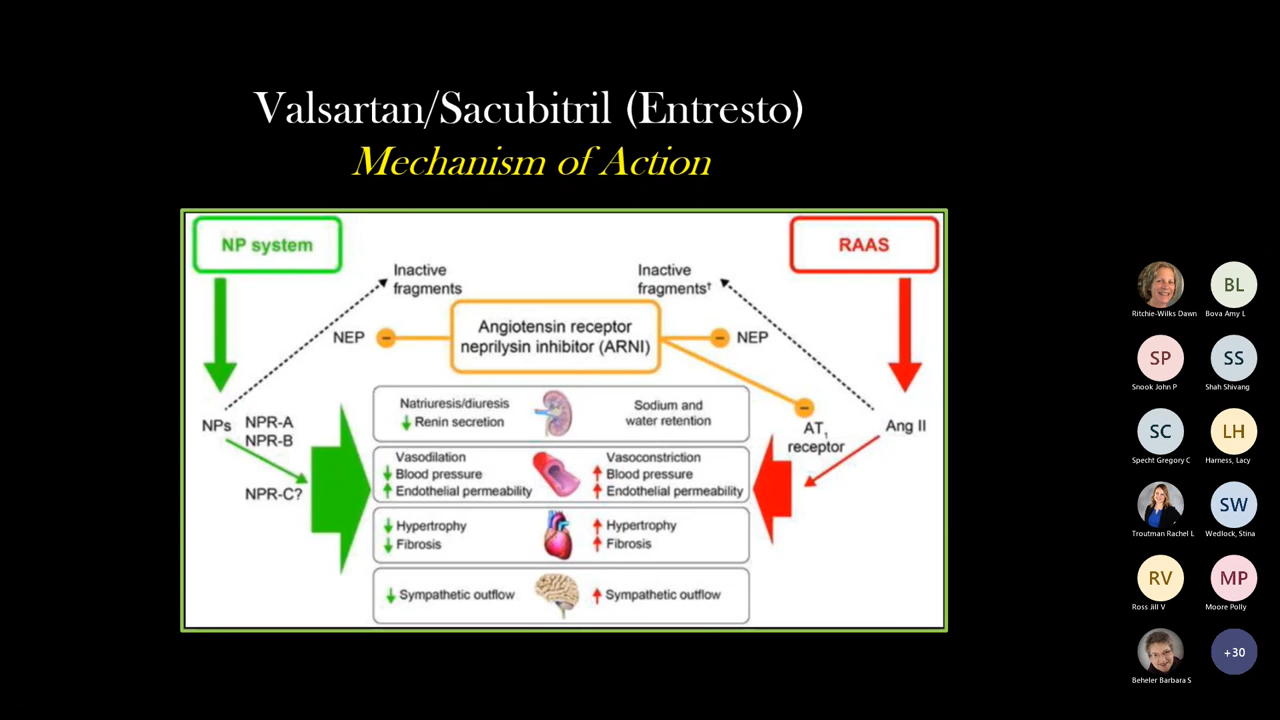 Valsartan/Sacubitril (Entresto)
Mechanism of Action
NP system
RAAS
Inactive
fragments
Inactive
fragments†
NEP
Angiotensin receptor
neprilysin inhibitor (ARNI)
NEP
NPs
NPR-A
NPR-B
NPR-C?
AT1
receptor
Ang II
Natriuresis/diuresis
↓ Renin secretion
Sodium and
water retention
Vasodilation
↓ Blood pressure
↑ Endothelial permeability
Vasoconstriction
↑ Blood pressure
↑ Endothelial permeability
↓ Hypertrophy
↓ Fibrosis
↑ Hypertrophy
↑ Fibrosis
↓ Sympathetic outflow
↑ Sympathetic outflow
Ritchie-Wilks Dawn
BL
Bova Amy L
SP
Snook John P
SS
Shah Shivang
SC
Specht Gregory C
LH
Harness, Lacy
Troutman Rachel L
SW
Wedlock, Stina
RV
Ross Jill V
MP
Moore Polly
Beheler Barbara S
+30